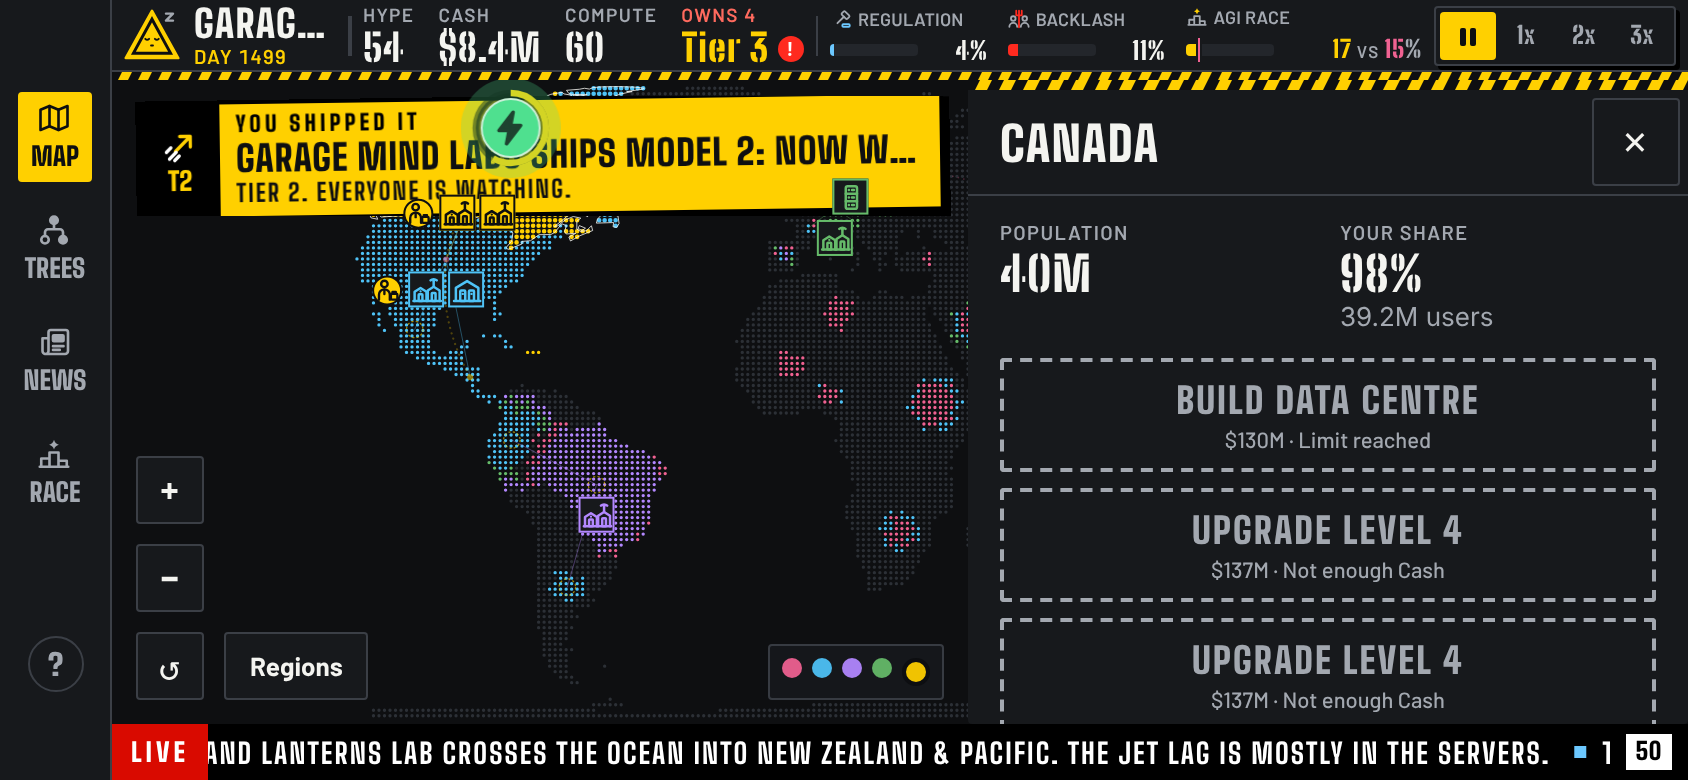 z
GARAG...
DAY 1499
HYPE
54
CASH
$8.4M
COMPUTE
60
OWNS 4
Tier 3
!
REGULATION
4%
BACKLASH
11%
AGI RACE
17 vs 15%
1x
2x
3x
MAP
TREES
NEWS
RACE
?
T2
YOU SHIPPED IT
GARAGE MIND LAB SHIPS MODEL 2: NOW W...
TIER 2. EVERYONE IS WATCHING.
+
−
↺
Regions
CANADA
×
POPULATION
40M
YOUR SHARE
98%
39.2M users
BUILD DATA CENTRE
$130M · Limit reached
UPGRADE LEVEL 4
$137M · Not enough Cash
UPGRADE LEVEL 4
$137M · Not enough Cash
LIVE
AND LANTERNS LAB CROSSES THE OCEAN INTO NEW ZEALAND & PACIFIC. THE JET LAG IS MOSTLY IN THE SERVERS.
1
50